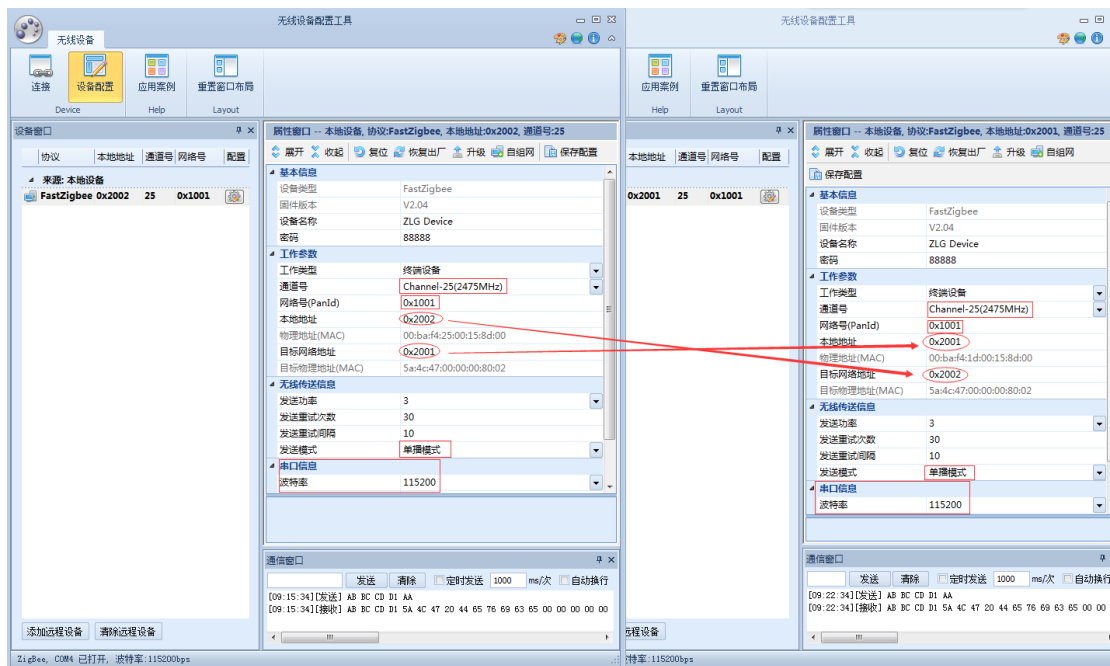 无线设备配置工具
无线设备
连接 设备配置 应用案例 重置窗口布局
Device Help Layout
设备窗口
协议 本地地址 通道号 网络号 配置
来源: 本地设备
FastZigbee 0x2002 25 0x1001
添加远程设备 清除远程设备
ZigBee, COM4 已打开, 波特率:115200bps
属性窗口 -- 本地设备, 协议:FastZigbee, 本地地址:0x2002, 通道号:25
展开 收起 复位 恢复出厂 升级 自组网 保存配置
基本信息
设备类型 FastZigbee
固件版本 V2.04
设备名称 ZLG Device
密码 88888
工作参数
工作类型 终端设备
通道号 Channel-25(2475MHz)
网络号(PanId) 0x1001
本地地址 0x2002
物理地址(MAC) 00:ba:f4:25:00:15:8d:00
目标网络地址 0x2001
目标物理地址(MAC) 5a:4c:47:00:00:00:80:02
无线传送信息
发送功率 3
发送重试次数 30
发送重试间隔 10
发送模式 单播模式
串口信息
波特率 115200
通信窗口
发送 清除 定时发送 1000 ms/次 自动换行
[09:15:34][发送] AB BC CD D1 AA
[09:15:34][接收] AB BC CD D1 5A 4C 47 20 44 65 76 69 63 65 00 00 00 00 00
无线设备配置工具
应用案例 重置窗口布局
Help Layout
本地地址 通道号 网络号 配置
0x2001 25 0x1001
程设备
特率:115200bps
属性窗口 -- 本地设备, 协议:FastZigbee, 本地地址:0x2001, 通道号:25
展开 收起 复位 恢复出厂 升级 自组网
保存配置
基本信息
设备类型 FastZigbee
固件版本 V2.04
设备名称 ZLG Device
密码 88888
工作参数
工作类型 终端设备
通道号 Channel-25(2475MHz)
网络号(PanId) 0x1001
本地地址 0x2001
物理地址(MAC) 00:ba:f4:1d:00:15:8d:00
目标网络地址 0x2002
目标物理地址(MAC) 5a:4c:47:00:00:00:80:02
无线传送信息
发送功率 3
发送重试次数 30
发送重试间隔 10
发送模式 单播模式
串口信息
波特率 115200
通信窗口
发送 清除 定时发送 1000 ms/次 自动换行
[09:22:34][发送] AB BC CD D1 AA
[09:22:34][接收] AB BC CD D1 5A 4C 47 20 44 65 76 69 63 65 00 00